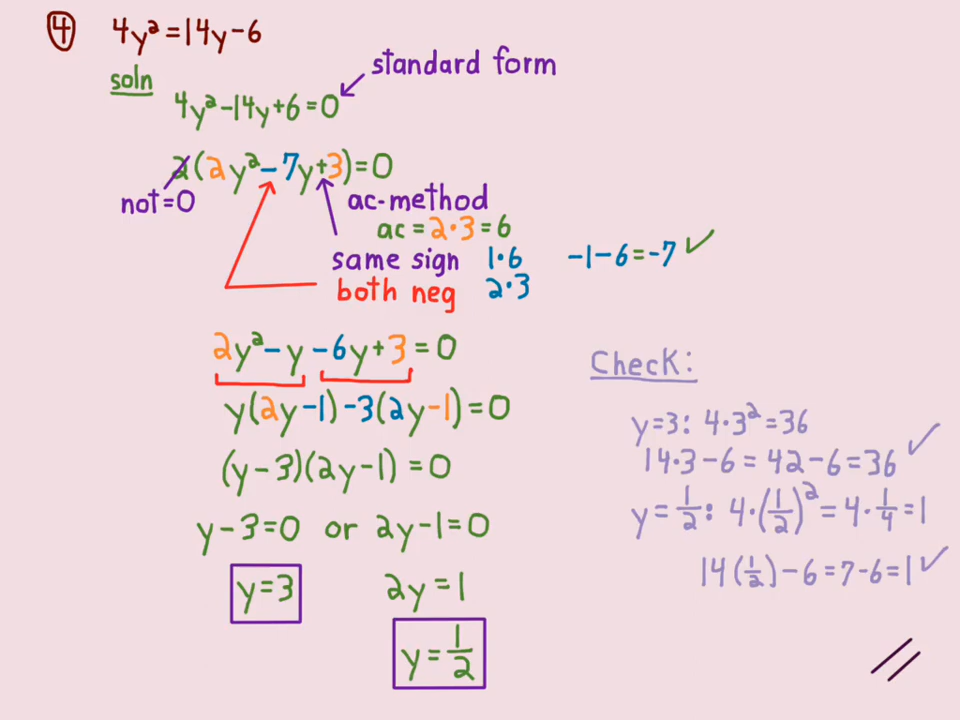 ④ 4y² = 14y - 6
soln
standard form
4y² - 14y + 6 = 0
2(2y² - 7y + 3) = 0
not = 0
ac-method
ac = 2·3 = 6
same sign 1·6 -1 - 6 = -7 ✓
both neg 2·3
2y² - y - 6y + 3 = 0
y(2y - 1) - 3(2y - 1) = 0
(y - 3)(2y - 1) = 0
y - 3 = 0 or 2y - 1 = 0
y = 3 2y = 1
y = 1/2
Check:
y = 3: 4·3² = 36
14·3 - 6 = 42 - 6 = 36 ✓
y = 1/2: 4·(1/2)² = 4·1/4 = 1
14(1/2) - 6 = 7 - 6 = 1 ✓
//